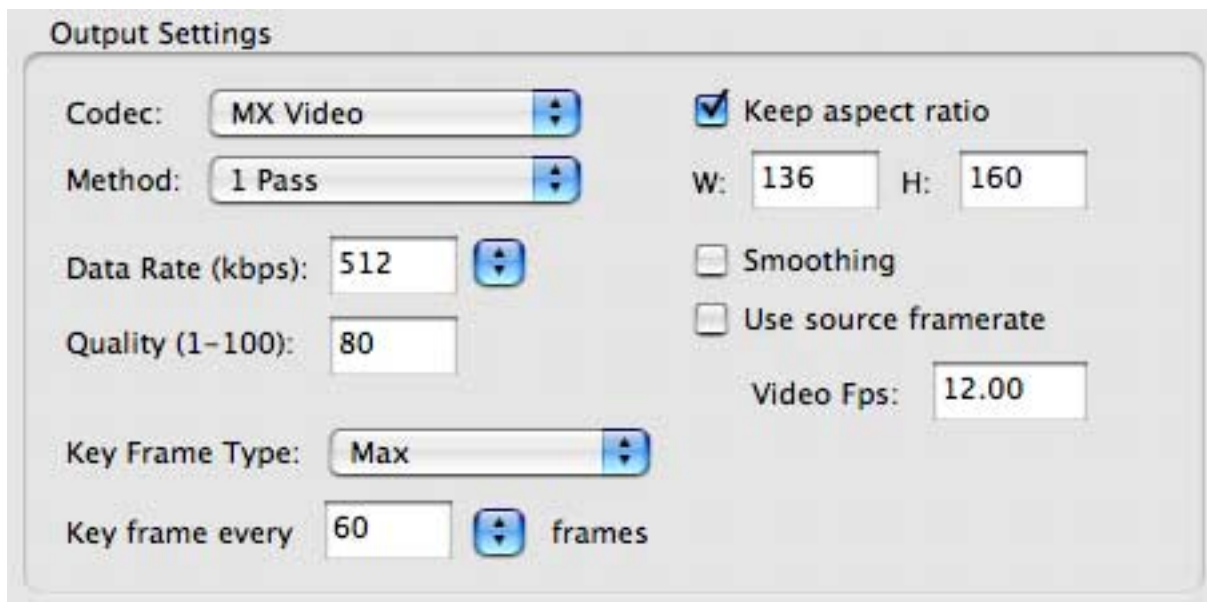 Output Settings
Codec: MX Video
Method: 1 Pass
Data Rate (kbps): 512
Quality (1-100): 80
Key Frame Type: Max
Key frame every 60 frames
Keep aspect ratio
W: 136 H: 160
Smoothing
Use source framerate
Video Fps: 12.00